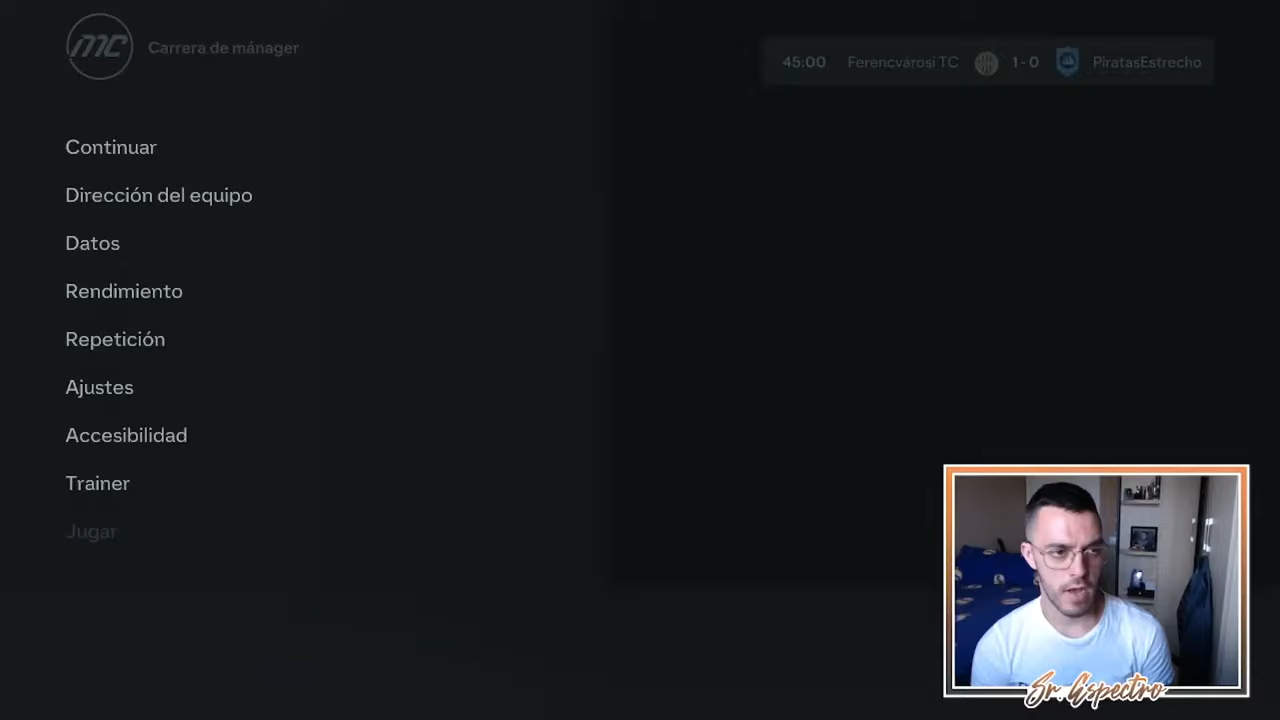 MC Carrera de mánager
45:00 Ferencvárosi TC 1-0 PiratasEstrecho
Continuar
Dirección del equipo
Datos
Rendimiento
Repetición
Ajustes
Accesibilidad
Trainer
Jugar
Sr. Espectro